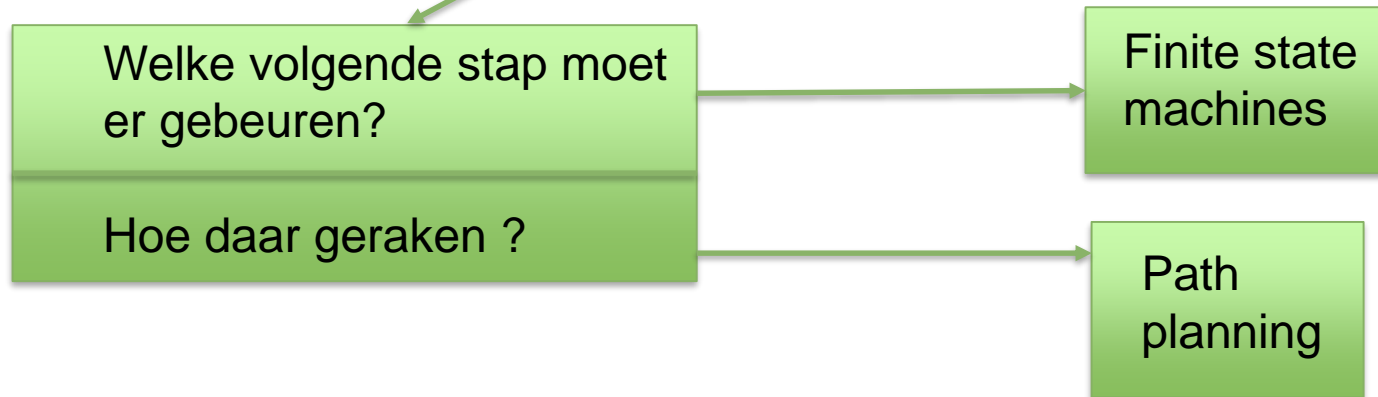 Welke volgende stap moet
er gebeuren?
Finite state
machines
Hoe daar geraken ?
Path
planning